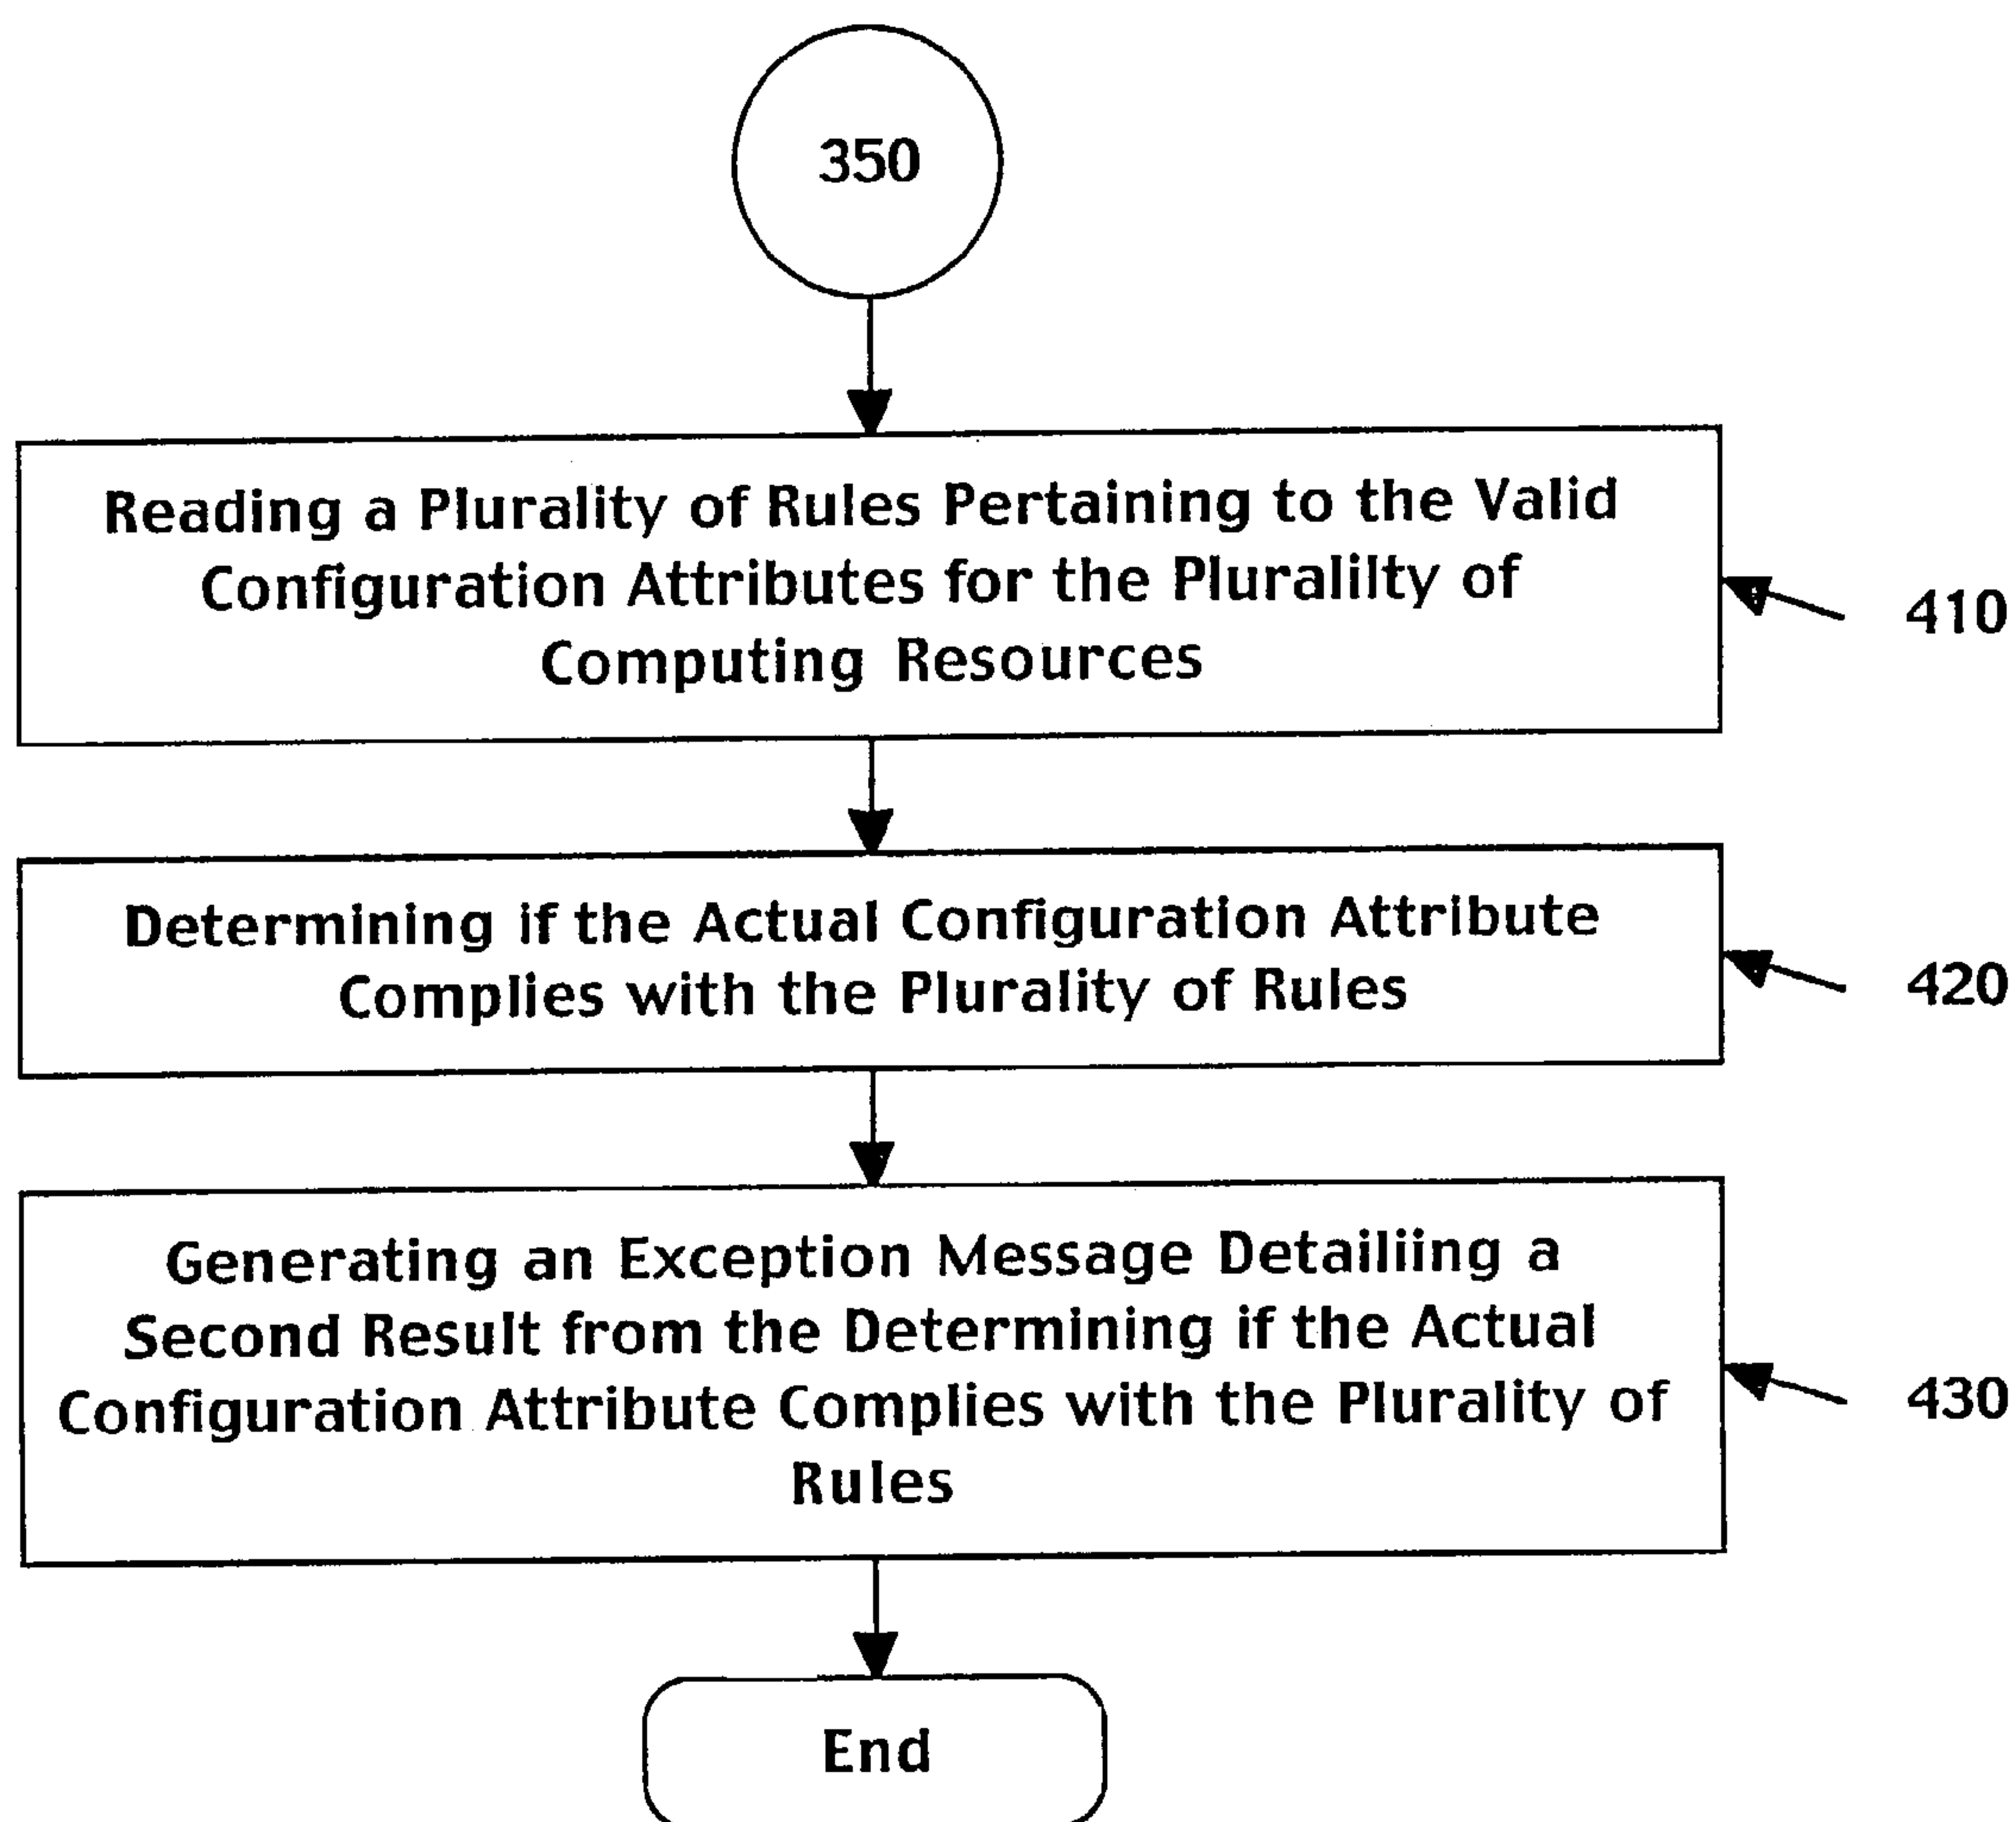 350
Reading a Plurality of Rules Pertaining to the Valid
Configuration Attributes for the Pluralilty of
Computing Resources
410
Determining if the Actual Configuration Attribute
Complies with the Plurality of Rules
420
Generating an Exception Message Detailiing a
Second Result from the Determining if the Actual
Configuration Attribute Complies with the Plurality of
Rules
430
End